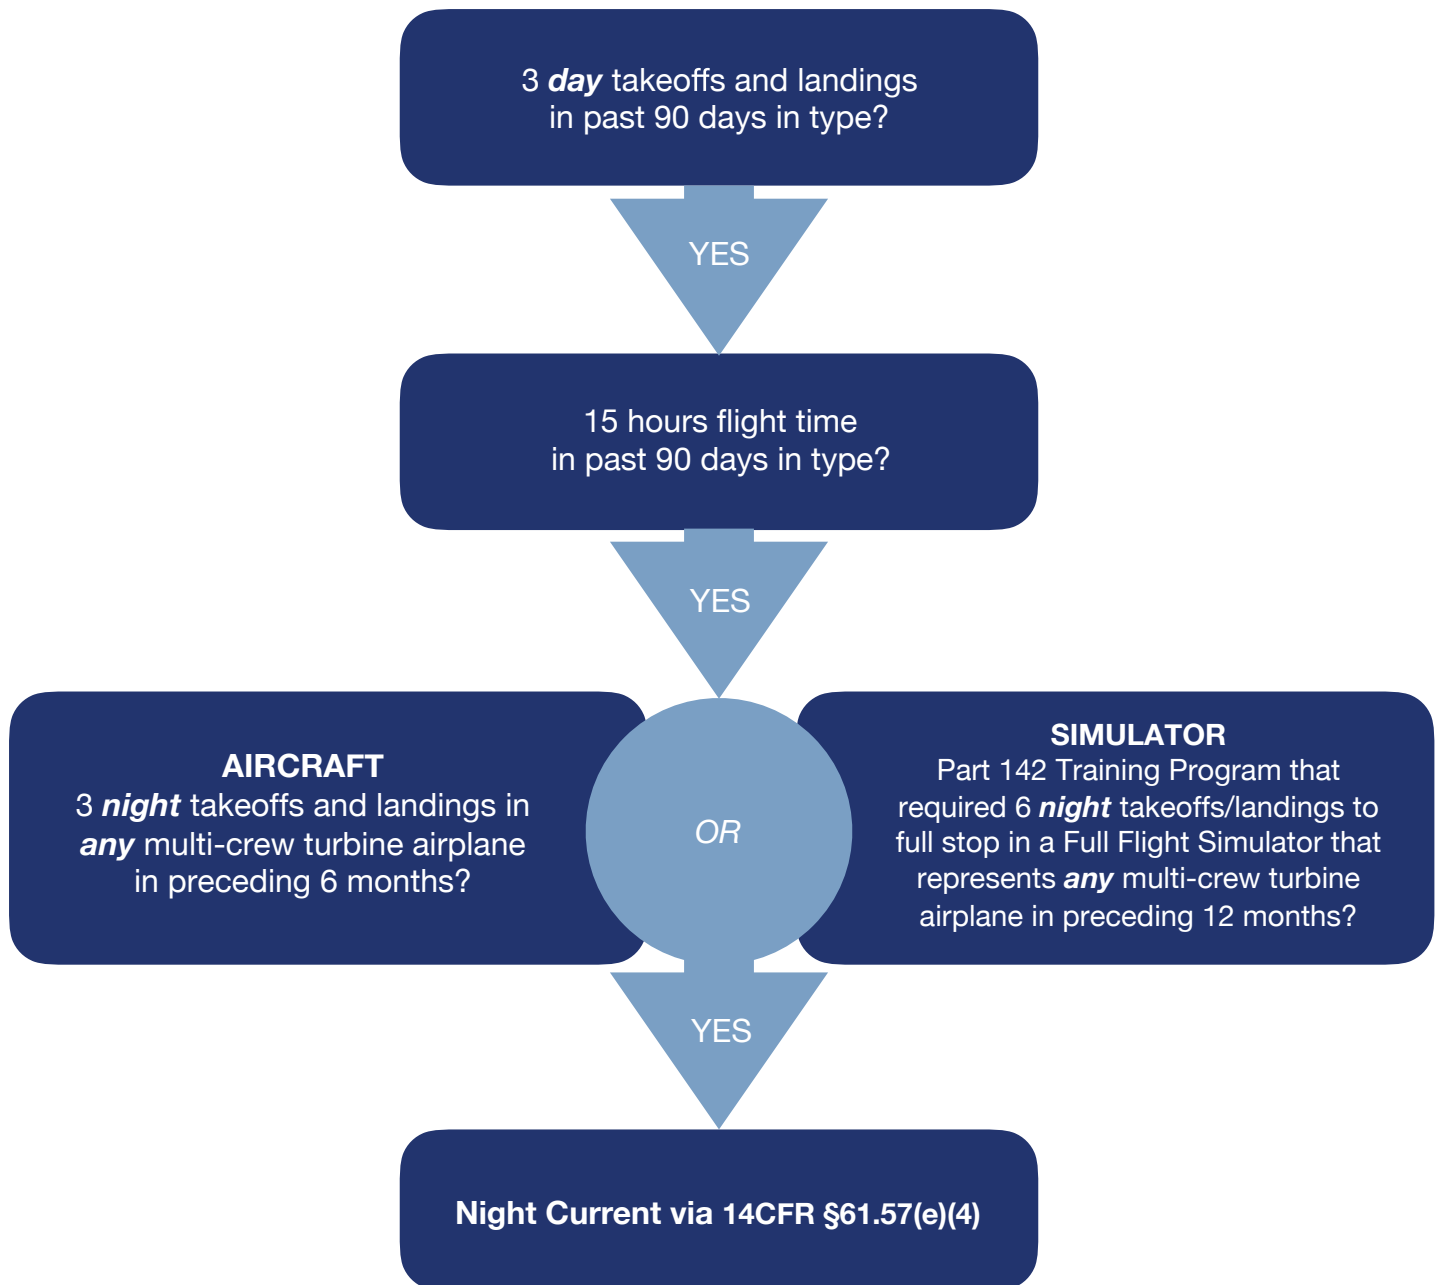 3 day takeoffs and landings
in past 90 days in type?
YES
15 hours flight time
in past 90 days in type?
YES
AIRCRAFT
3 night takeoffs and landings in
any multi-crew turbine airplane
in preceding 6 months?
OR
SIMULATOR
Part 142 Training Program that
required 6 night takeoffs/landings to
full stop in a Full Flight Simulator that
represents any multi-crew turbine
airplane in preceding 12 months?
YES
Night Current via 14CFR §61.57(e)(4)